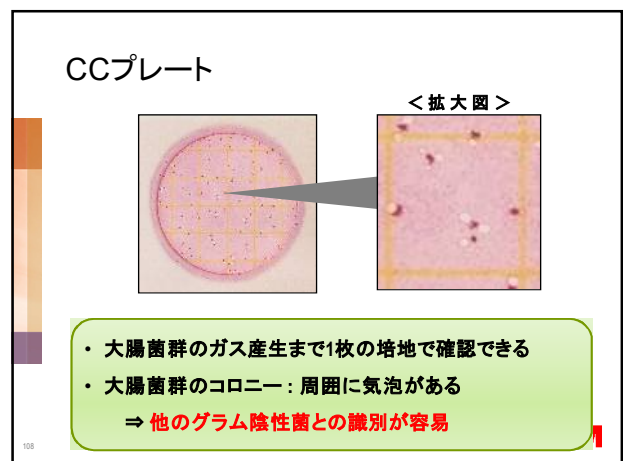 CCプレート
＜拡大図＞
・ 大腸菌群のガス産生まで1枚の培地で確認できる
・ 大腸菌群のコロニー：周囲に気泡がある
⇒ 他のグラム陰性菌との識別が容易
108